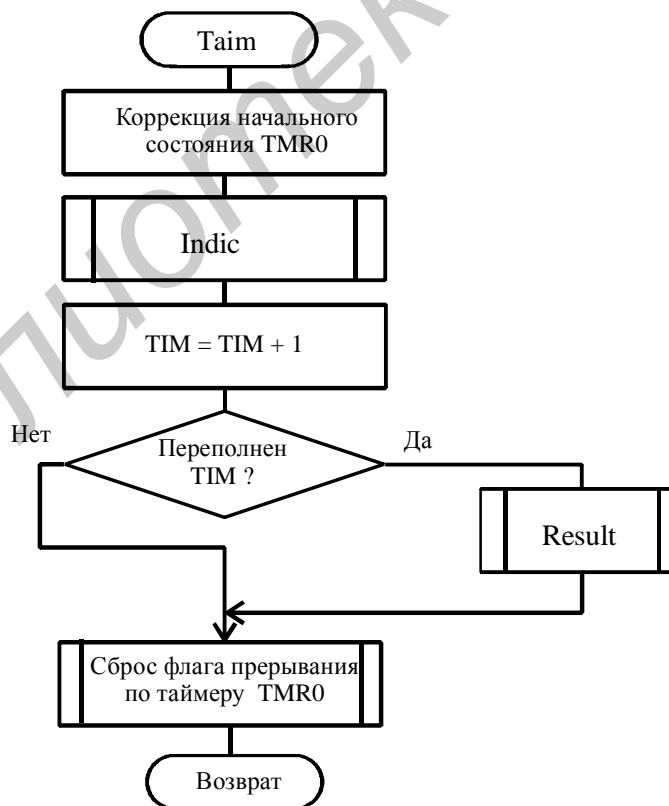 Taim
Коррекция начального
состояния TMR0
Indic
TIM = TIM + 1
Нет
Переполнен
TIM ?
Да
Result
Сброс флага прерывания
по таймеру TMR0
Возврат
лиотек